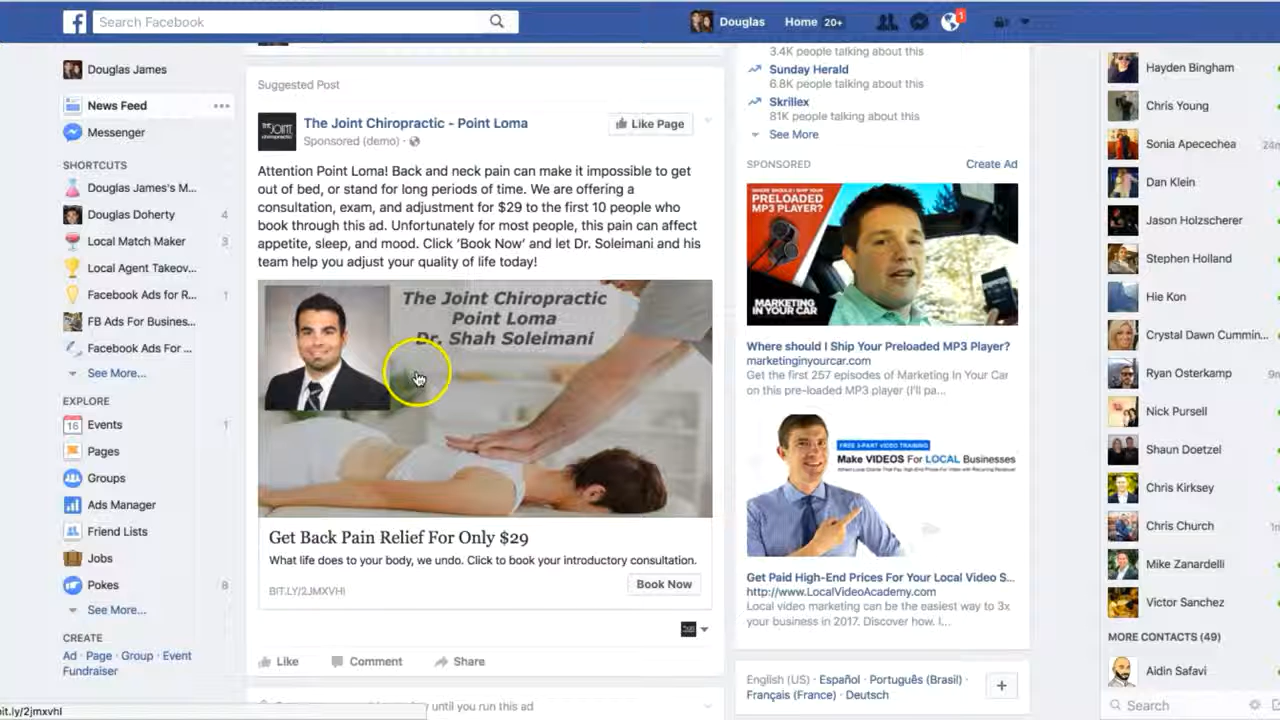 Search Facebook
Douglas
Home 20+
1
Douglas James
News Feed
Messenger
SHORTCUTS
Douglas James's M...
Douglas Doherty 4
Local Match Maker 3
Local Agent Takeov...
Facebook Ads for R... 1
FB Ads For Busines...
Facebook Ads For ...
See More...
EXPLORE
16 Events 1
Pages
Groups
Ads Manager
Friend Lists
Jobs
Pokes 8
See More...
CREATE
Ad · Page · Group · Event
Fundraiser
bit.ly/2jmxvhI
Suggested Post
The Joint Chiropractic - Point Loma
Sponsored (demo) ·
Like Page
Attention Point Loma! Back and neck pain can make it impossible to get
out of bed, or stand for long periods of time. We are offering a
consultation, exam, and adjustment for $29 to the first 10 people who
book through this ad. Unfortunately for most people, this pain can affect
appetite, sleep, and mood. Click 'Book Now' and let Dr. Soleimani and his
team help you adjust your quality of life today!
The Joint Chiropractic
Point Loma
Dr. Shah Soleimani
Get Back Pain Relief For Only $29
What life does to your body, we undo. Click to book your introductory consultation.
BIT.LY/2JMXVHI
Book Now
Like Comment Share
until you run this ad
3.4K people talking about this
Sunday Herald
6.8K people talking about this
Skrillex
81K people talking about this
See More
SPONSORED
Create Ad
WHERE SHOULD I SHIP YOUR
PRELOADED
MP3 PLAYER?
MARKETING
IN YOUR CAR
Where should I Ship Your Preloaded MP3 Player?
marketinginyourcar.com
Get the first 257 episodes of Marketing In Your Car
on this pre-loaded MP3 player (I'll pa...
FREE 3-PART VIDEO TRAINING
Make VIDEOS For LOCAL Businesses
Get Paid High-End Prices For Your Local Video S...
http://www.LocalVideoAcademy.com
Local video marketing can be the easiest way to 3x
your business in 2017. Discover how. I...
English (US) · Español · Português (Brasil) ·
Français (France) · Deutsch
Hayden Bingham
Chris Young
Sonia Apecechea 24m
Dan Klein
Jason Holzscherer
Stephen Holland
Hie Kon
Crystal Dawn Cummin...
Ryan Osterkamp 9m
Nick Pursell
Shaun Doetzel
Chris Kirksey
Chris Church 1m
Mike Zanardelli
Victor Sanchez
MORE CONTACTS (49)
Aidin Safavi
Search